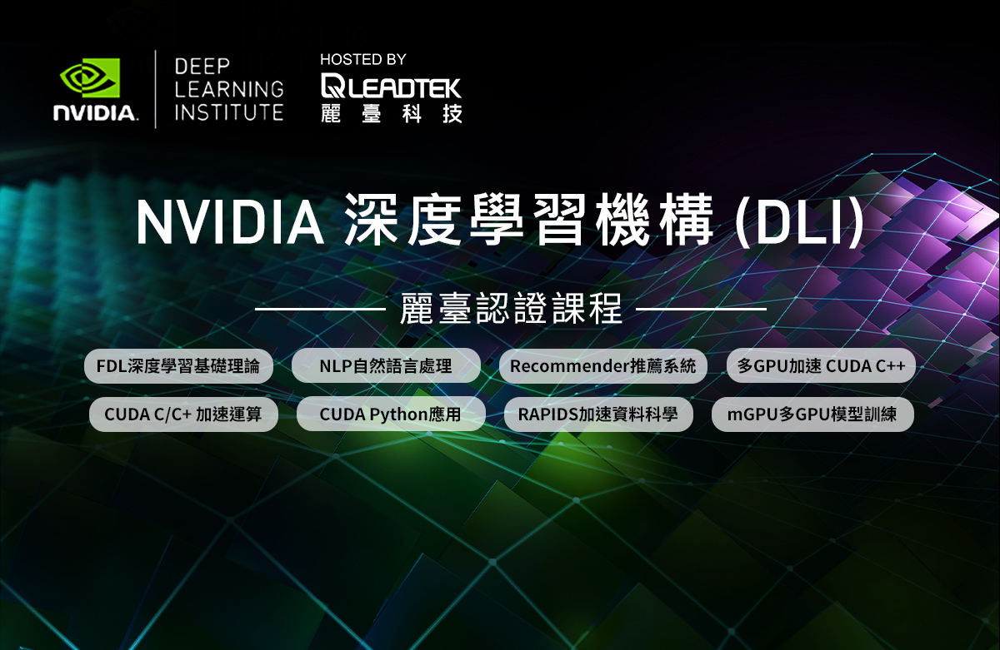 NVIDIA.
DEEP
LEARNING
INSTITUTE
HOSTED BY
LEADTEK
麗臺科技
NVIDIA 深度學習機構 (DLI)
麗臺認證課程
FDL深度學習基礎理論
NLP自然語言處理
Recommender推薦系統
多GPU加速 CUDA C++
CUDA C/C+ 加速運算
CUDA Python應用
RAPIDS加速資料科學
mGPU多GPU模型訓練